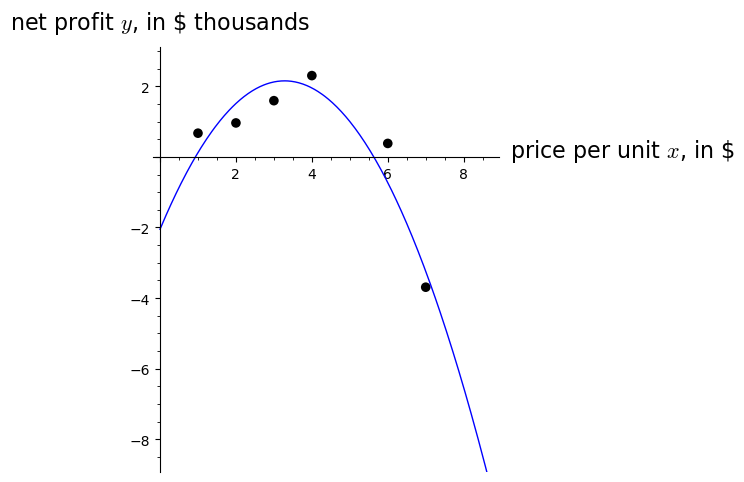 net profit y, in $ thousands
2
price per unit x, in $
2 4 6 8
−2
−4
−6
−8